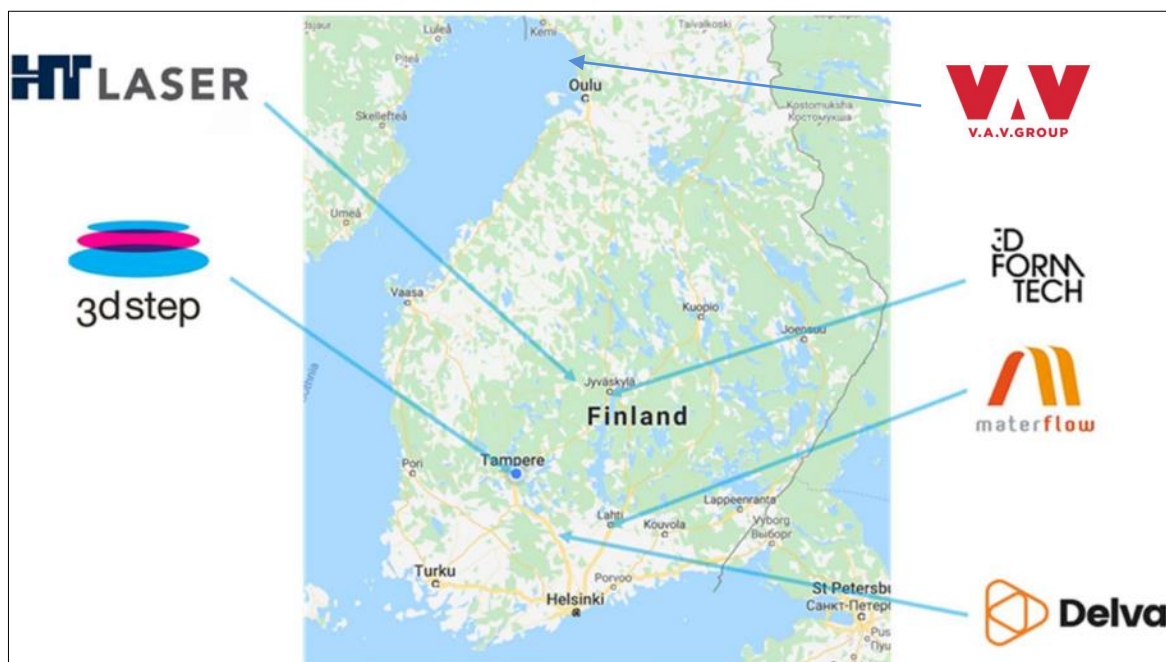 HT LASER
3dstep
V.A.V.GROUP
3D
FORM
TECH
materflow
Delva
Luleå
Piteå
Skellefteå
Umeå
Kemi
Taivalkoski
Oulu
Kostomuksha
Костомукша
Vaasa
Kuopio
Joensuu
Jyväskylä
Finland
Tampere
Pori
Lahti
Kouvola
Lappeenranta
Vyborg
Выборг
Turku
Porvoo
Helsinki
St Petersbu
Санкт-Петер